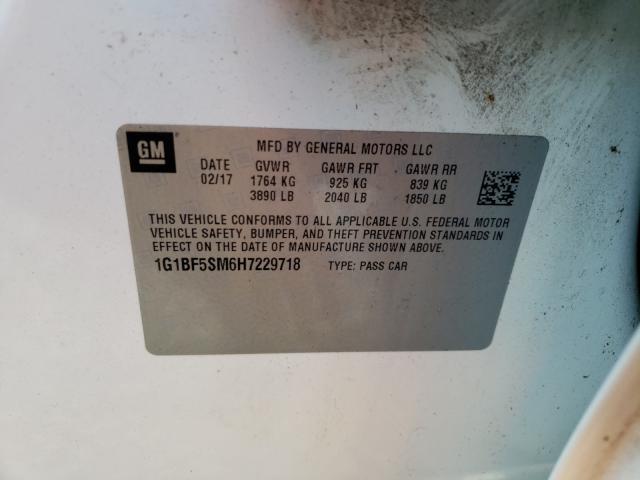 GM
MFD BY GENERAL MOTORS LLC
DATE GVWR GAWR FRT GAWR RR
02/17 1764 KG 925 KG 839 KG
3890 LB 2040 LB 1850 LB
THIS VEHICLE CONFORMS TO ALL APPLICABLE U.S. FEDERAL MOTOR
VEHICLE SAFETY, BUMPER, AND THEFT PREVENTION STANDARDS IN
EFFECT ON THE DATE OF MANUFACTURE SHOWN ABOVE.
1G1BF5SM6H7229718 TYPE: PASS CAR